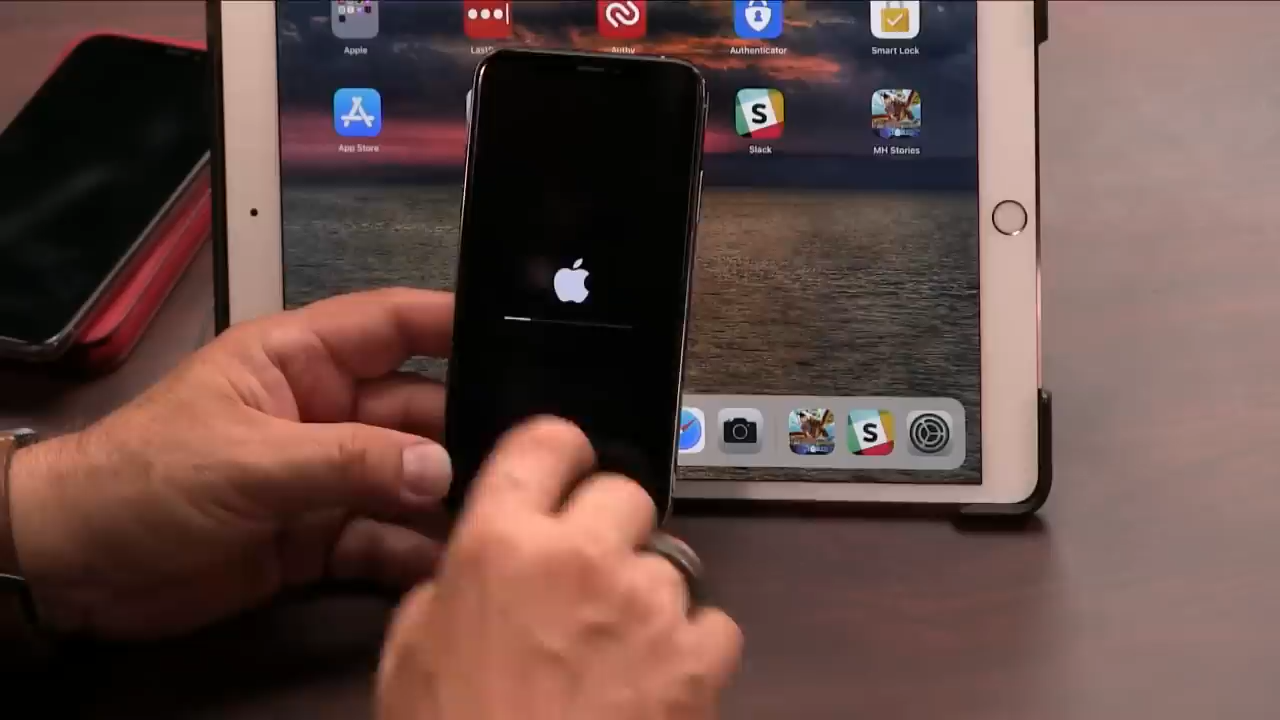 Apple
Authy
Authenticator
Smart Lock
App Store
S
Slack
MH Stories
S